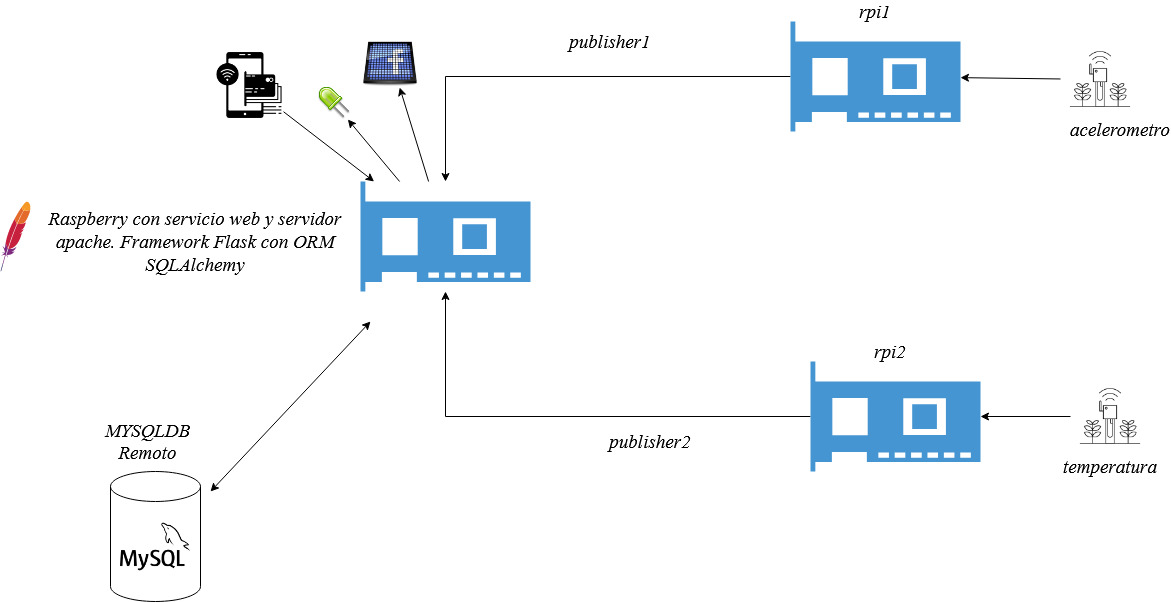 rpi1
publisher1
acelerometro
f
Raspberry con servicio web y servidor
apache. Framework Flask con ORM
SQLAlchemy
rpi2
MYSQLDB
Remoto
publisher2
temperatura
MySQL